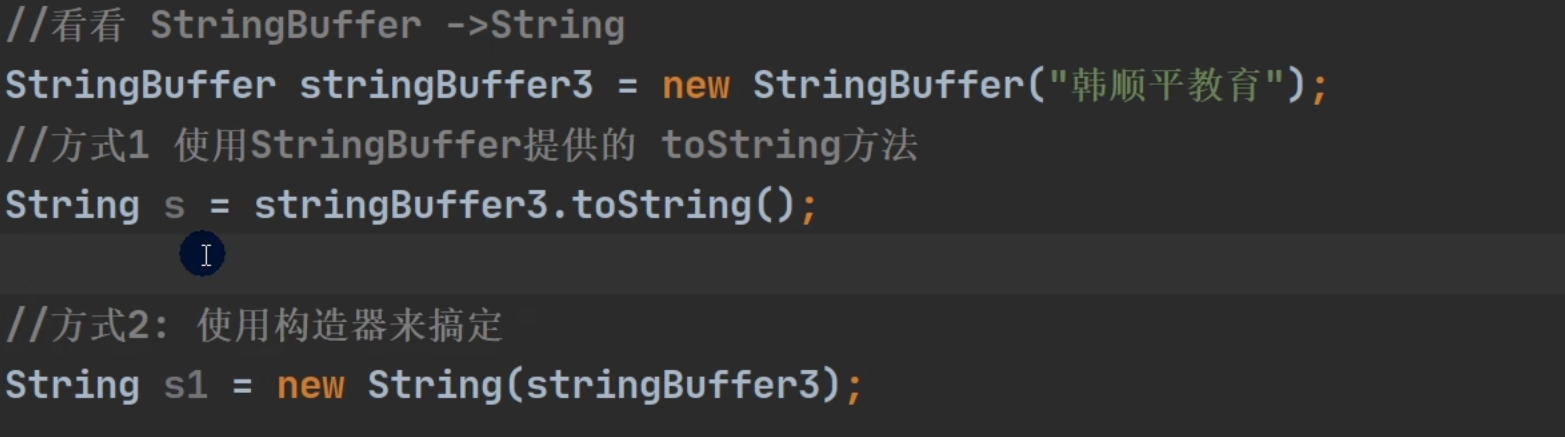 //看看 StringBuffer ->String
StringBuffer stringBuffer3 = new StringBuffer("韩顺平教育");
//方式1 使用StringBuffer提供的 toString方法
String s = stringBuffer3.toString();
//方式2: 使用构造器来搞定
String s1 = new String(stringBuffer3);